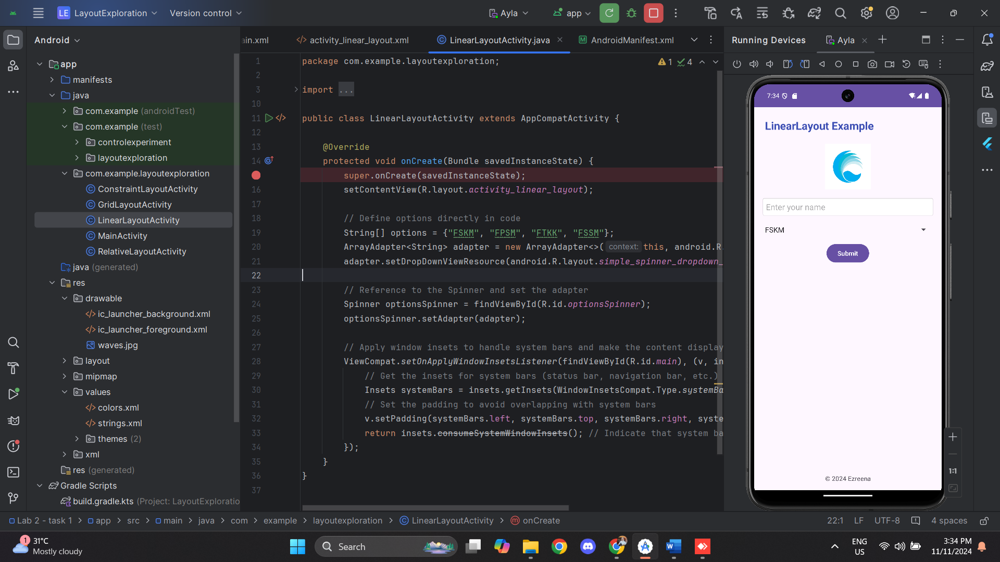 LE LayoutExploration Version control Ayla app
Android
ain.xml activity_linear_layout.xml LinearLayoutActivity.java AndroidManifest.xml
Running Devices Ayla
app
manifests
java
com.example (androidTest)
com.example (test)
controlexperiment
layoutexploration
com.example.layoutexploration
ConstraintLayoutActivity
GridLayoutActivity
LinearLayoutActivity
MainActivity
RelativeLayoutActivity
java (generated)
res
drawable
ic_launcher_background.xml
ic_launcher_foreground.xml
waves.jpg
layout
mipmap
values
colors.xml
strings.xml
themes (2)
xml
res (generated)
Gradle Scripts
build.gradle.kts (Project: LayoutExploratio
1 package com.example.layoutexploration; 1 4
2
3 import ...
10
11 public class LinearLayoutActivity extends AppCompatActivity {
12
13 @Override
14 protected void onCreate(Bundle savedInstanceState) {
super.onCreate(savedInstanceState);
16 setContentView(R.layout.activity_linear_layout);
17
18 // Define options directly in code
19 String[] options = {"FSKM", "FPSM", "FTKK", "FSSM"};
20 ArrayAdapter<String> adapter = new ArrayAdapter<>( context: this, android.R.
21 adapter.setDropDownViewResource(android.R.layout.simple_spinner_dropdown_
22
23 // Reference to the Spinner and set the adapter
24 Spinner optionsSpinner = findViewById(R.id.optionsSpinner);
25 optionsSpinner.setAdapter(adapter);
26
27 // Apply window insets to handle system bars and make the content display
28 ViewCompat.setOnApplyWindowInsetsListener(findViewById(R.id.main), (v, in
29 // Get the insets for system bars (status bar, navigation bar, etc.)
30 Insets systemBars = insets.getInsets(WindowInsetsCompat.Type.systemBa
31 // Set the padding to avoid overlapping with system bars
32 v.setPadding(systemBars.left, systemBars.top, systemBars.right, syste
33 return insets.consumeSystemWindowInsets(); // Indicate that system ba
34 });
35 }
36 }
37
7:34
LinearLayout Example
Enter your name
FSKM
Submit
© 2024 Ezreena
1:1
Lab 2 - task 1 > app > src > main > java > com > example > layoutexploration > LinearLayoutActivity > onCreate
22:1 LF UTF-8 4 spaces
1 31°C
Mostly cloudy
Search
ENG
US
3:34 PM
11/11/2024